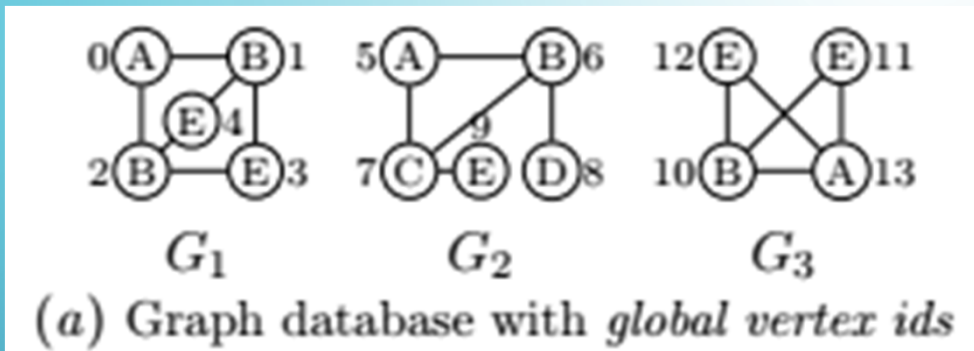 0 A B 1 5 A B 6 12 E E 11
E 4 9
2 B E 3 7 C E D 8 10 B A 13
G1 G2 G3
(a) Graph database with global vertex ids